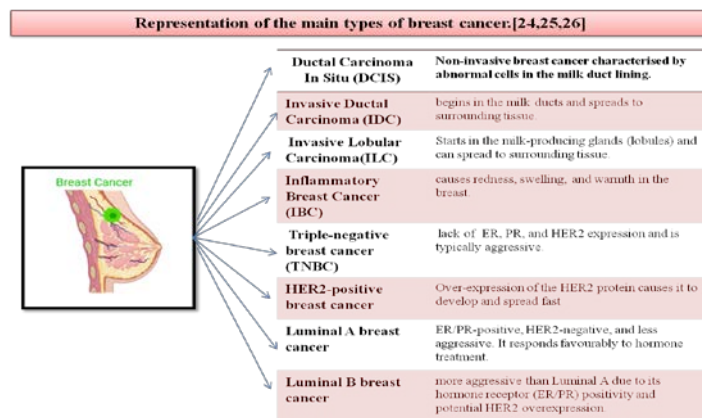 Representation of the main types of breast cancer.[24,25,26]
Breast Cancer
Ductal Carcinoma
In Situ (DCIS)
Non-invasive breast cancer characterised by
abnormal cells in the milk duct lining.
Invasive Ductal
Carcinoma (IDC)
begins in the milk ducts and spreads to
surrounding tissue.
Invasive Lobular
Carcinoma(ILC)
Starts in the milk-producing glands (lobules) and
can spread to surrounding tissue.
Inflammatory
Breast Cancer
(IBC)
causes redness, swelling, and warmth in the
breast.
Triple-negative
breast cancer
(TNBC)
lack of ER, PR, and HER2 expression and is
typically aggressive.
HER2-positive
breast cancer
Over-expression of the HER2 protein causes it to
develop and spread fast
Luminal A breast
cancer
ER/PR-positive, HER2-negative, and less
aggressive. It responds favourably to hormone
treatment.
Luminal B breast
cancer
more aggressive than Luminal A due to its
hormone receptor (ER/PR) positivity and
potential HER2 overexpression.